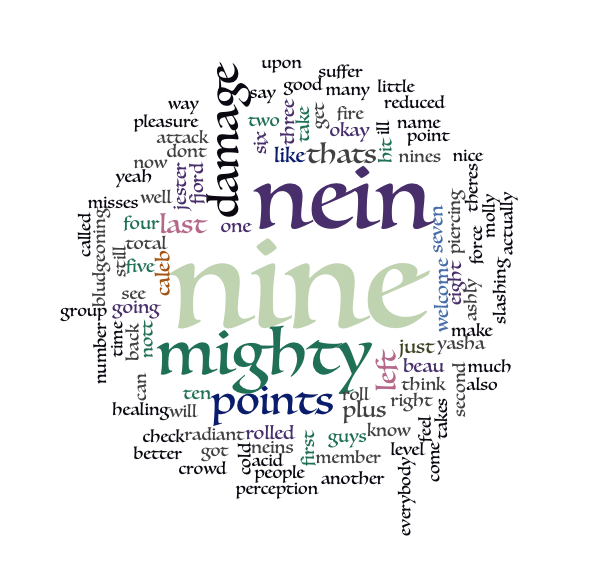 upon
suffer
say
good
many
little
reduced
way
pleasure
attack
dont
now
yeah
misses
well
jester
fjord
damage
two
six
three
take
get
fire
okay
hit
ill
name
point
like
thats
nines
nice
theres
molly
actually
piercing
force
slashing
ashly
eight
seven
welcome
nein
one
last
four
total
five
caleb
still
bludgeoning
called
nine
group
going
see
back
nott
time
number
can
mighty
left
just
yasha
make
beau
think
much
also
second
right
ten
points
roll
plus
healing
will
check
radiant
rolled
better
got
neins
cold
acid
crowd
people
perception
first
guys
know
member
another
level
feel
takes
come
everybody